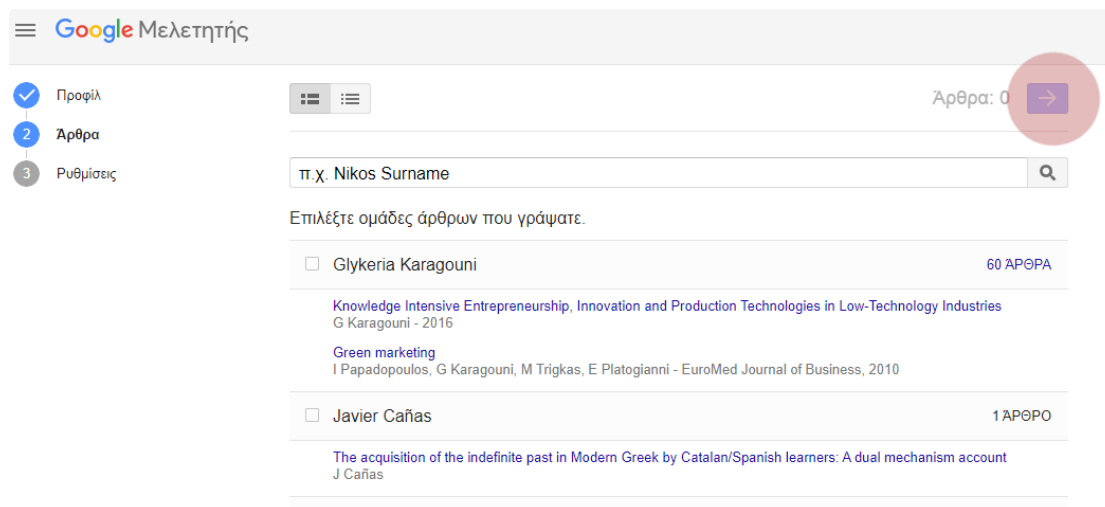 Google Μελετητής
Προφίλ
2 Άρθρα
3 Ρυθμίσεις
Άρθρα: 0
π.χ. Nikos Surname
Επιλέξτε ομάδες άρθρων που γράψατε.
Glykeria Karagouni 60 ΆΡΘΡΑ
Knowledge Intensive Entrepreneurship, Innovation and Production Technologies in Low-Technology Industries
G Karagouni - 2016
Green marketing
I Papadopoulos, G Karagouni, M Trigkas, E Platogianni - EuroMed Journal of Business, 2010
Javier Cañas 1 ΆΡΘΡΟ
The acquisition of the indefinite past in Modern Greek by Catalan/Spanish learners: A dual mechanism account
J Cañas